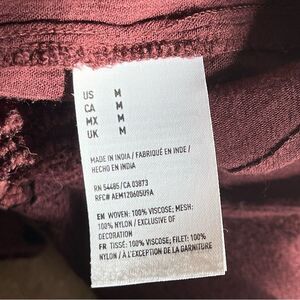 US M
CA M
MX M
UK M
MADE IN INDIA / FABRIQUÉ EN INDE /
HECHO EN INDIA
RN 54485/CA 03873
RFC# AEM120605U9A
EN WOVEN: 100% VISCOSE; MESH:
100% NYLON / EXCLUSIVE OF
DECORATION
FR TISSÉ: 100% VISCOSE; FILET: 100%
NYLON / À L'EXCEPTION DE LA GARNITURE